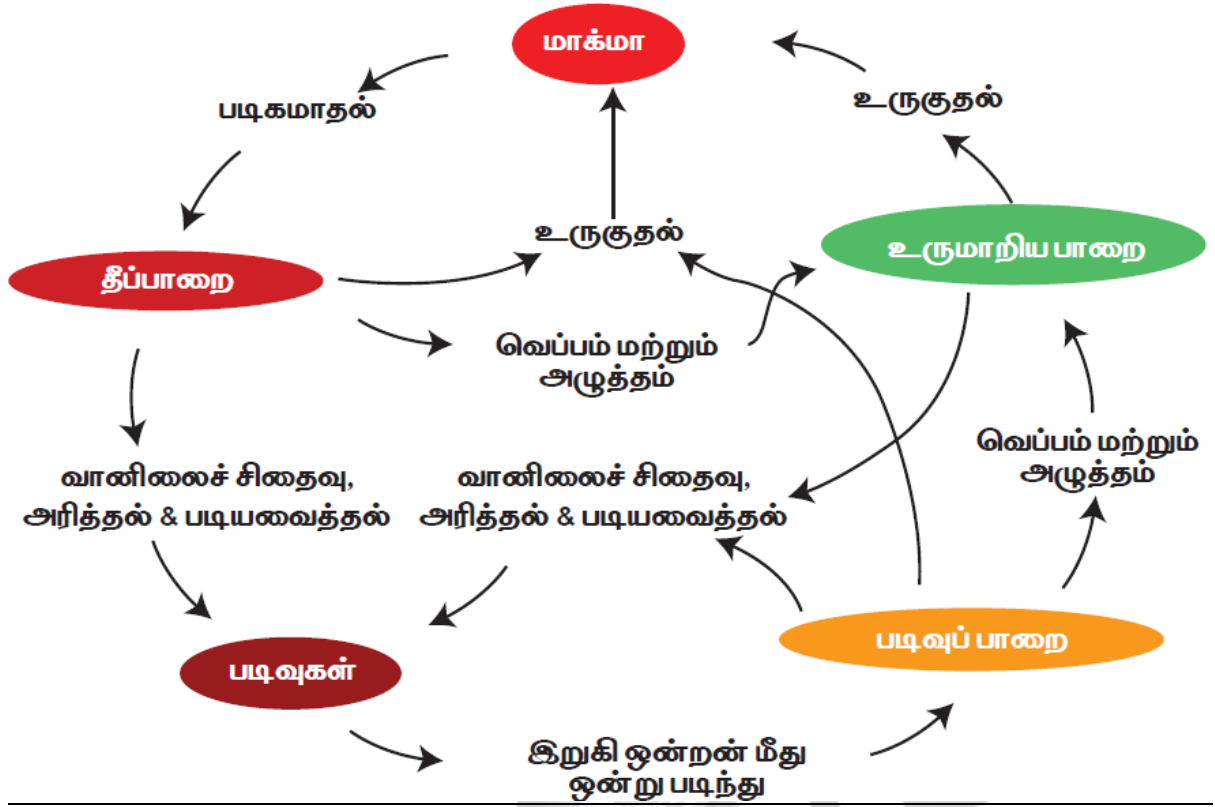 மாக்மா
படிகமாதல்
உருகுதல்
உருகுதல்
உருமாறிய பாறை
தீப்பாறை
வெப்பம் மற்றும்
அழுத்தம்
வெப்பம் மற்றும்
அழுத்தம்
வானிலைச் சிதைவு,
அரித்தல் & படியவைத்தல்
வானிலைச் சிதைவு,
அரித்தல் & படியவைத்தல்
படிவுப் பாறை
படிவுகள்
இறுகி ஒன்றன் மீது
ஒன்று படிந்து